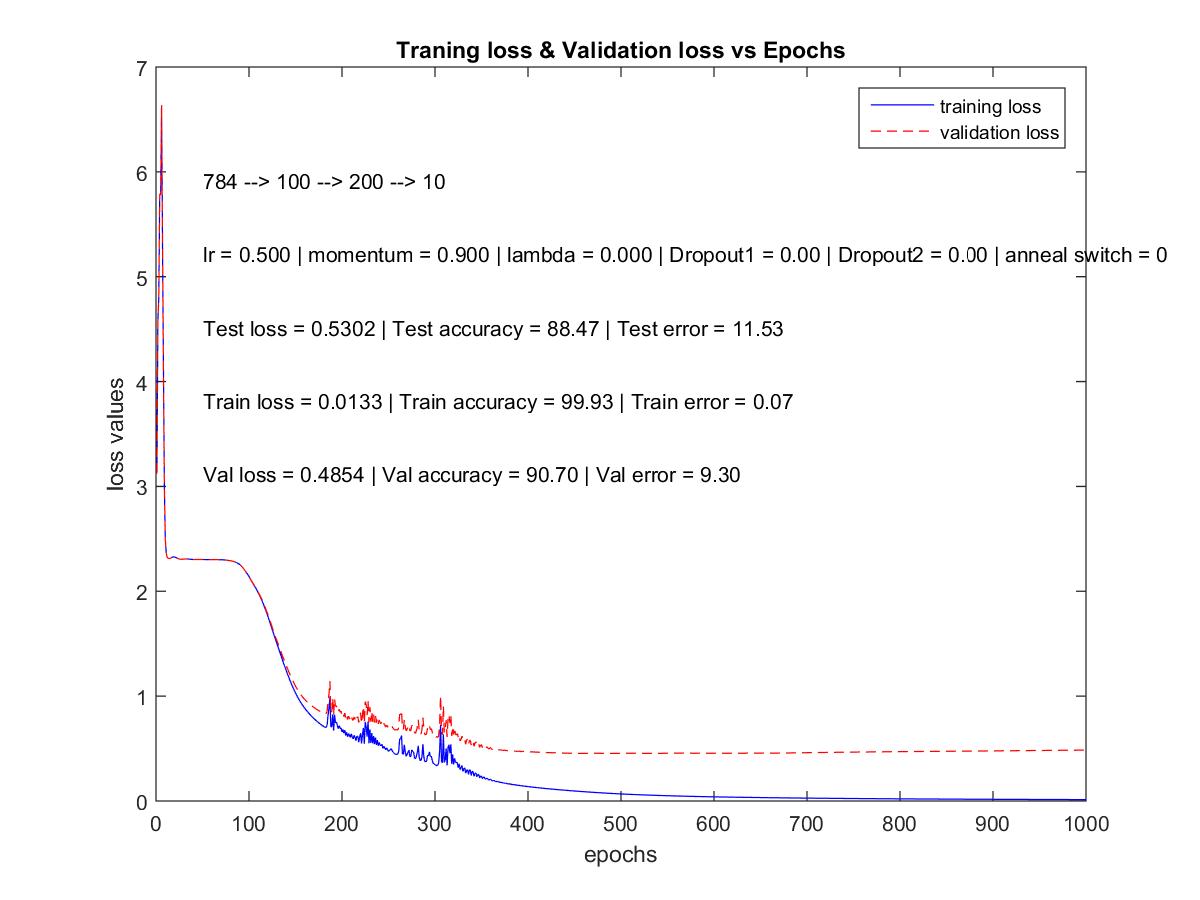 Traning loss & Validation loss vs Epochs
training loss
validation loss
784 --> 100 --> 200 --> 10
lr = 0.500 | momentum = 0.900 | lambda = 0.000 | Dropout1 = 0.00 | Dropout2 = 0.00 | anneal switch = 0
Test loss = 0.5302 | Test accuracy = 88.47 | Test error = 11.53
Train loss = 0.0133 | Train accuracy = 99.93 | Train error = 0.07
Val loss = 0.4854 | Val accuracy = 90.70 | Val error = 9.30
loss values
7
6
5
4
3
2
1
0
0 100 200 300 400 500 600 700 800 900 1000
epochs